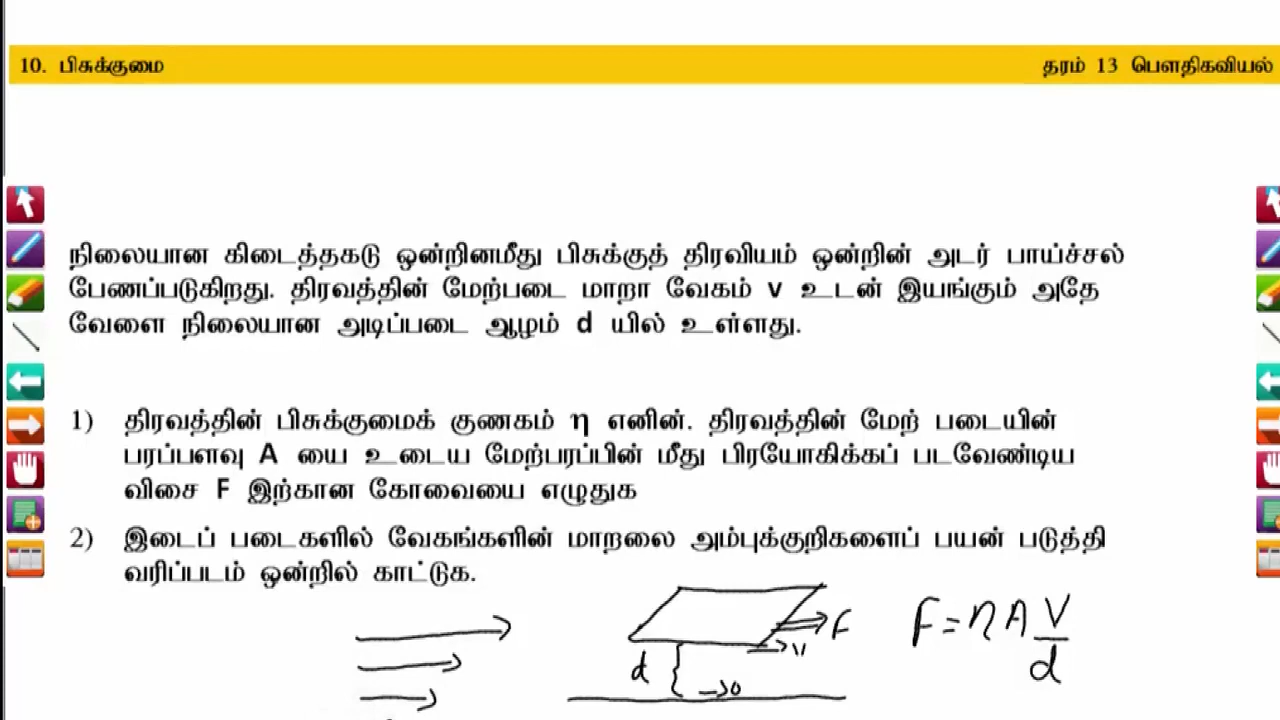 10. பிசுக்குமை
தரம் 13 பௌதிகவியல்
நிலையான கிடைத்தகடு ஒன்றினமீது பிசுக்குத் திரவியம் ஒன்றின் அடர் பாய்ச்சல்
பேணப்படுகிறது. திரவத்தின் மேற்படை மாறா வேகம் v உடன் இயங்கும் அதே
வேளை நிலையான அடிப்படை ஆழம் d யில் உள்ளது.
1) திரவத்தின் பிசுக்குமைக் குணகம் η எனின். திரவத்தின் மேற் படையின்
பரப்பளவு A யை உடைய மேற்பரப்பின் மீது பிரயோகிக்கப் படவேண்டிய
விசை F இற்கான கோவையை எழுதுக
2) இடைப் படைகளில் வேகங்களின் மாறலை அம்புக்குறிகளைப் பயன் படுத்தி
வரிப்படம் ஒன்றில் காட்டுக.
F
F = η A V
d
v
d
0